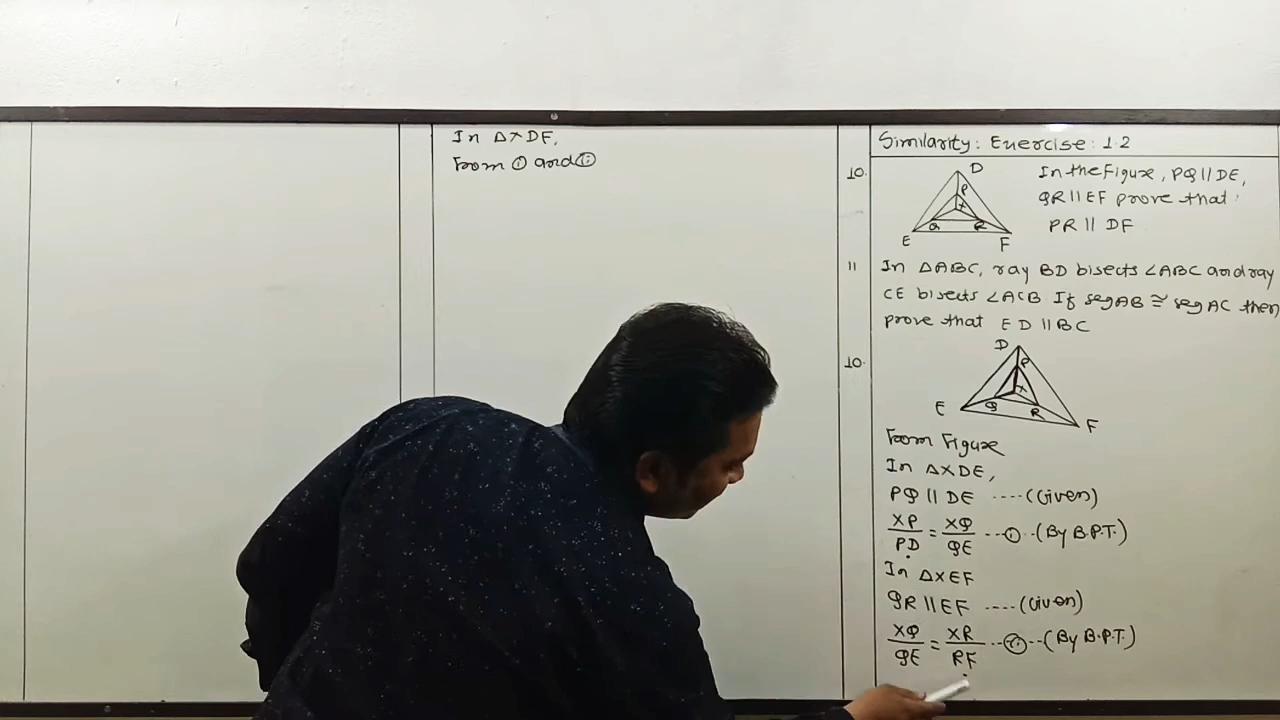 In ΔXDF,
From ① and ②
Similarity: Exercise: 1.2
10.
D
P
X
Q
R
E
F
In the Figure, PQ || DE,
QR || EF prove that
PR || DF
11
In ΔABC, ray BD bisects ∠ABC and ray
CE bisects ∠ACB If seg AB ≅ seg AC then
prove that ED || BC
10.
D
P
X
E
Q
R
F
From Figure
In ΔXDE,
PQ || DE ----(Given)
XP/PD = XQ/QE ---①--(By B.P.T.)
In ΔXEF
QR || EF ----(Given)
XQ/QE = XR/RF --②--(By B.P.T.)